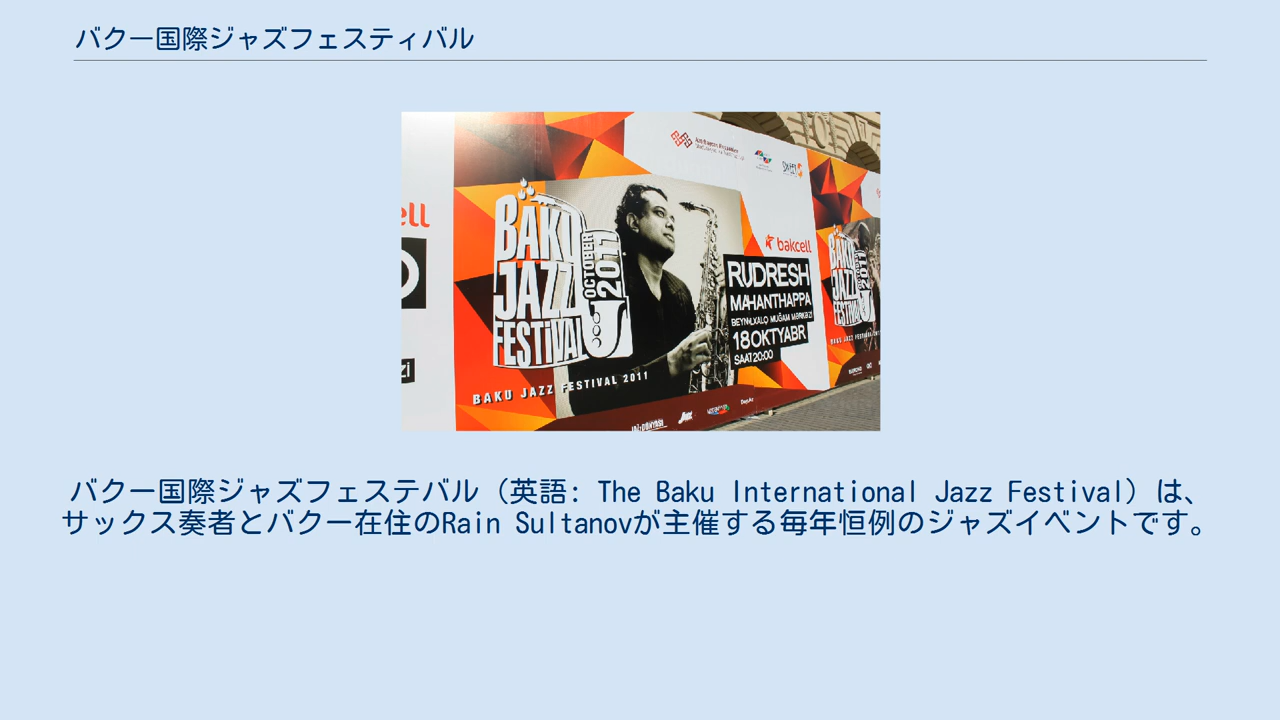 バクー国際ジャズフェスティバル
bakcell
BAKU
JAZZ
FESTIVAL
OCTOBER
2011
RUDRESH
MAHANTHAPPA
BEYNƏLXALQ MUĞAM MƏRKƏZİ
18 OKTYABR
SAAT 20:00
BAKU JAZZ FESTIVAL 2011
BAKU
JAZZ
FESTIVAL
バクー国際ジャズフェステバル（英語: The Baku International Jazz Festival）は、
サックス奏者とバクー在住のRain Sultanovが主催する毎年恒例のジャズイベントです。